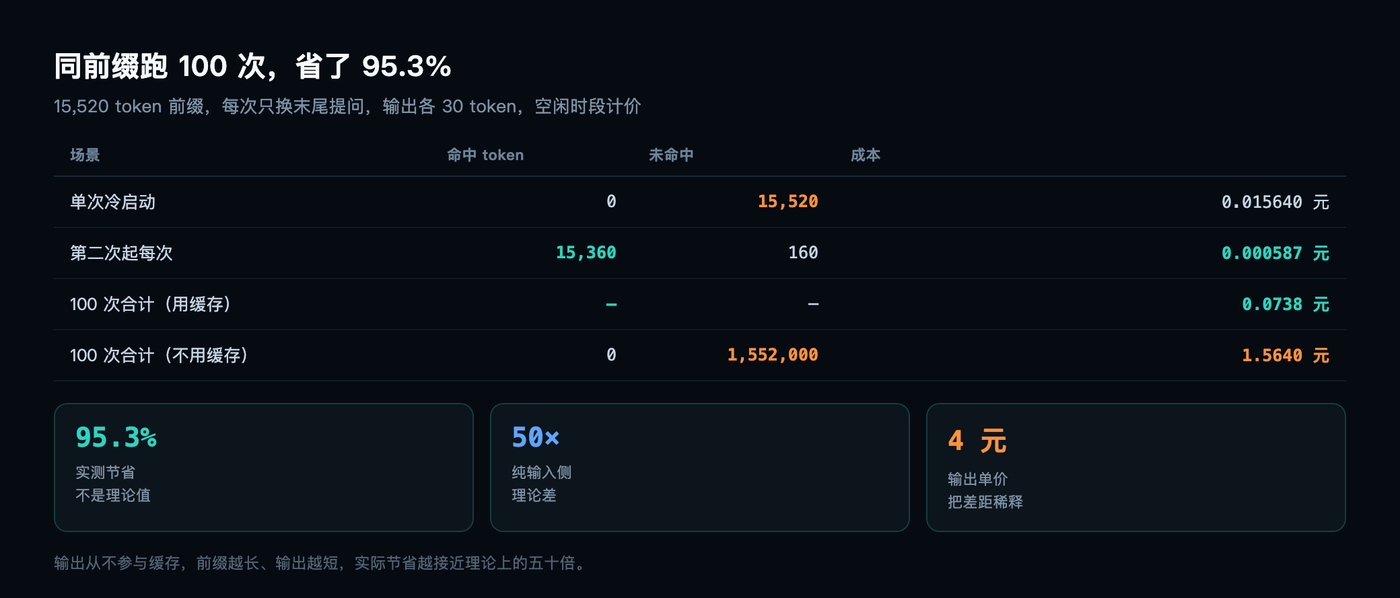 同前缀跑 100 次，省了 95.3%
15,520 token 前缀，每次只换末尾提问，输出各 30 token，空闲时段计价
场景 命中 token 未命中 成本
单次冷启动 0 15,520 0.015640 元
第二次起每次 15,360 160 0.000587 元
100 次合计（用缓存） — — 0.0738 元
100 次合计（不用缓存） 0 1,552,000 1.5640 元
95.3%
实测节省
不是理论值
50×
纯输入侧
理论差
4 元
输出单价
把差距稀释
输出从不参与缓存，前缀越长、输出越短，实际节省越接近理论上的五十倍。